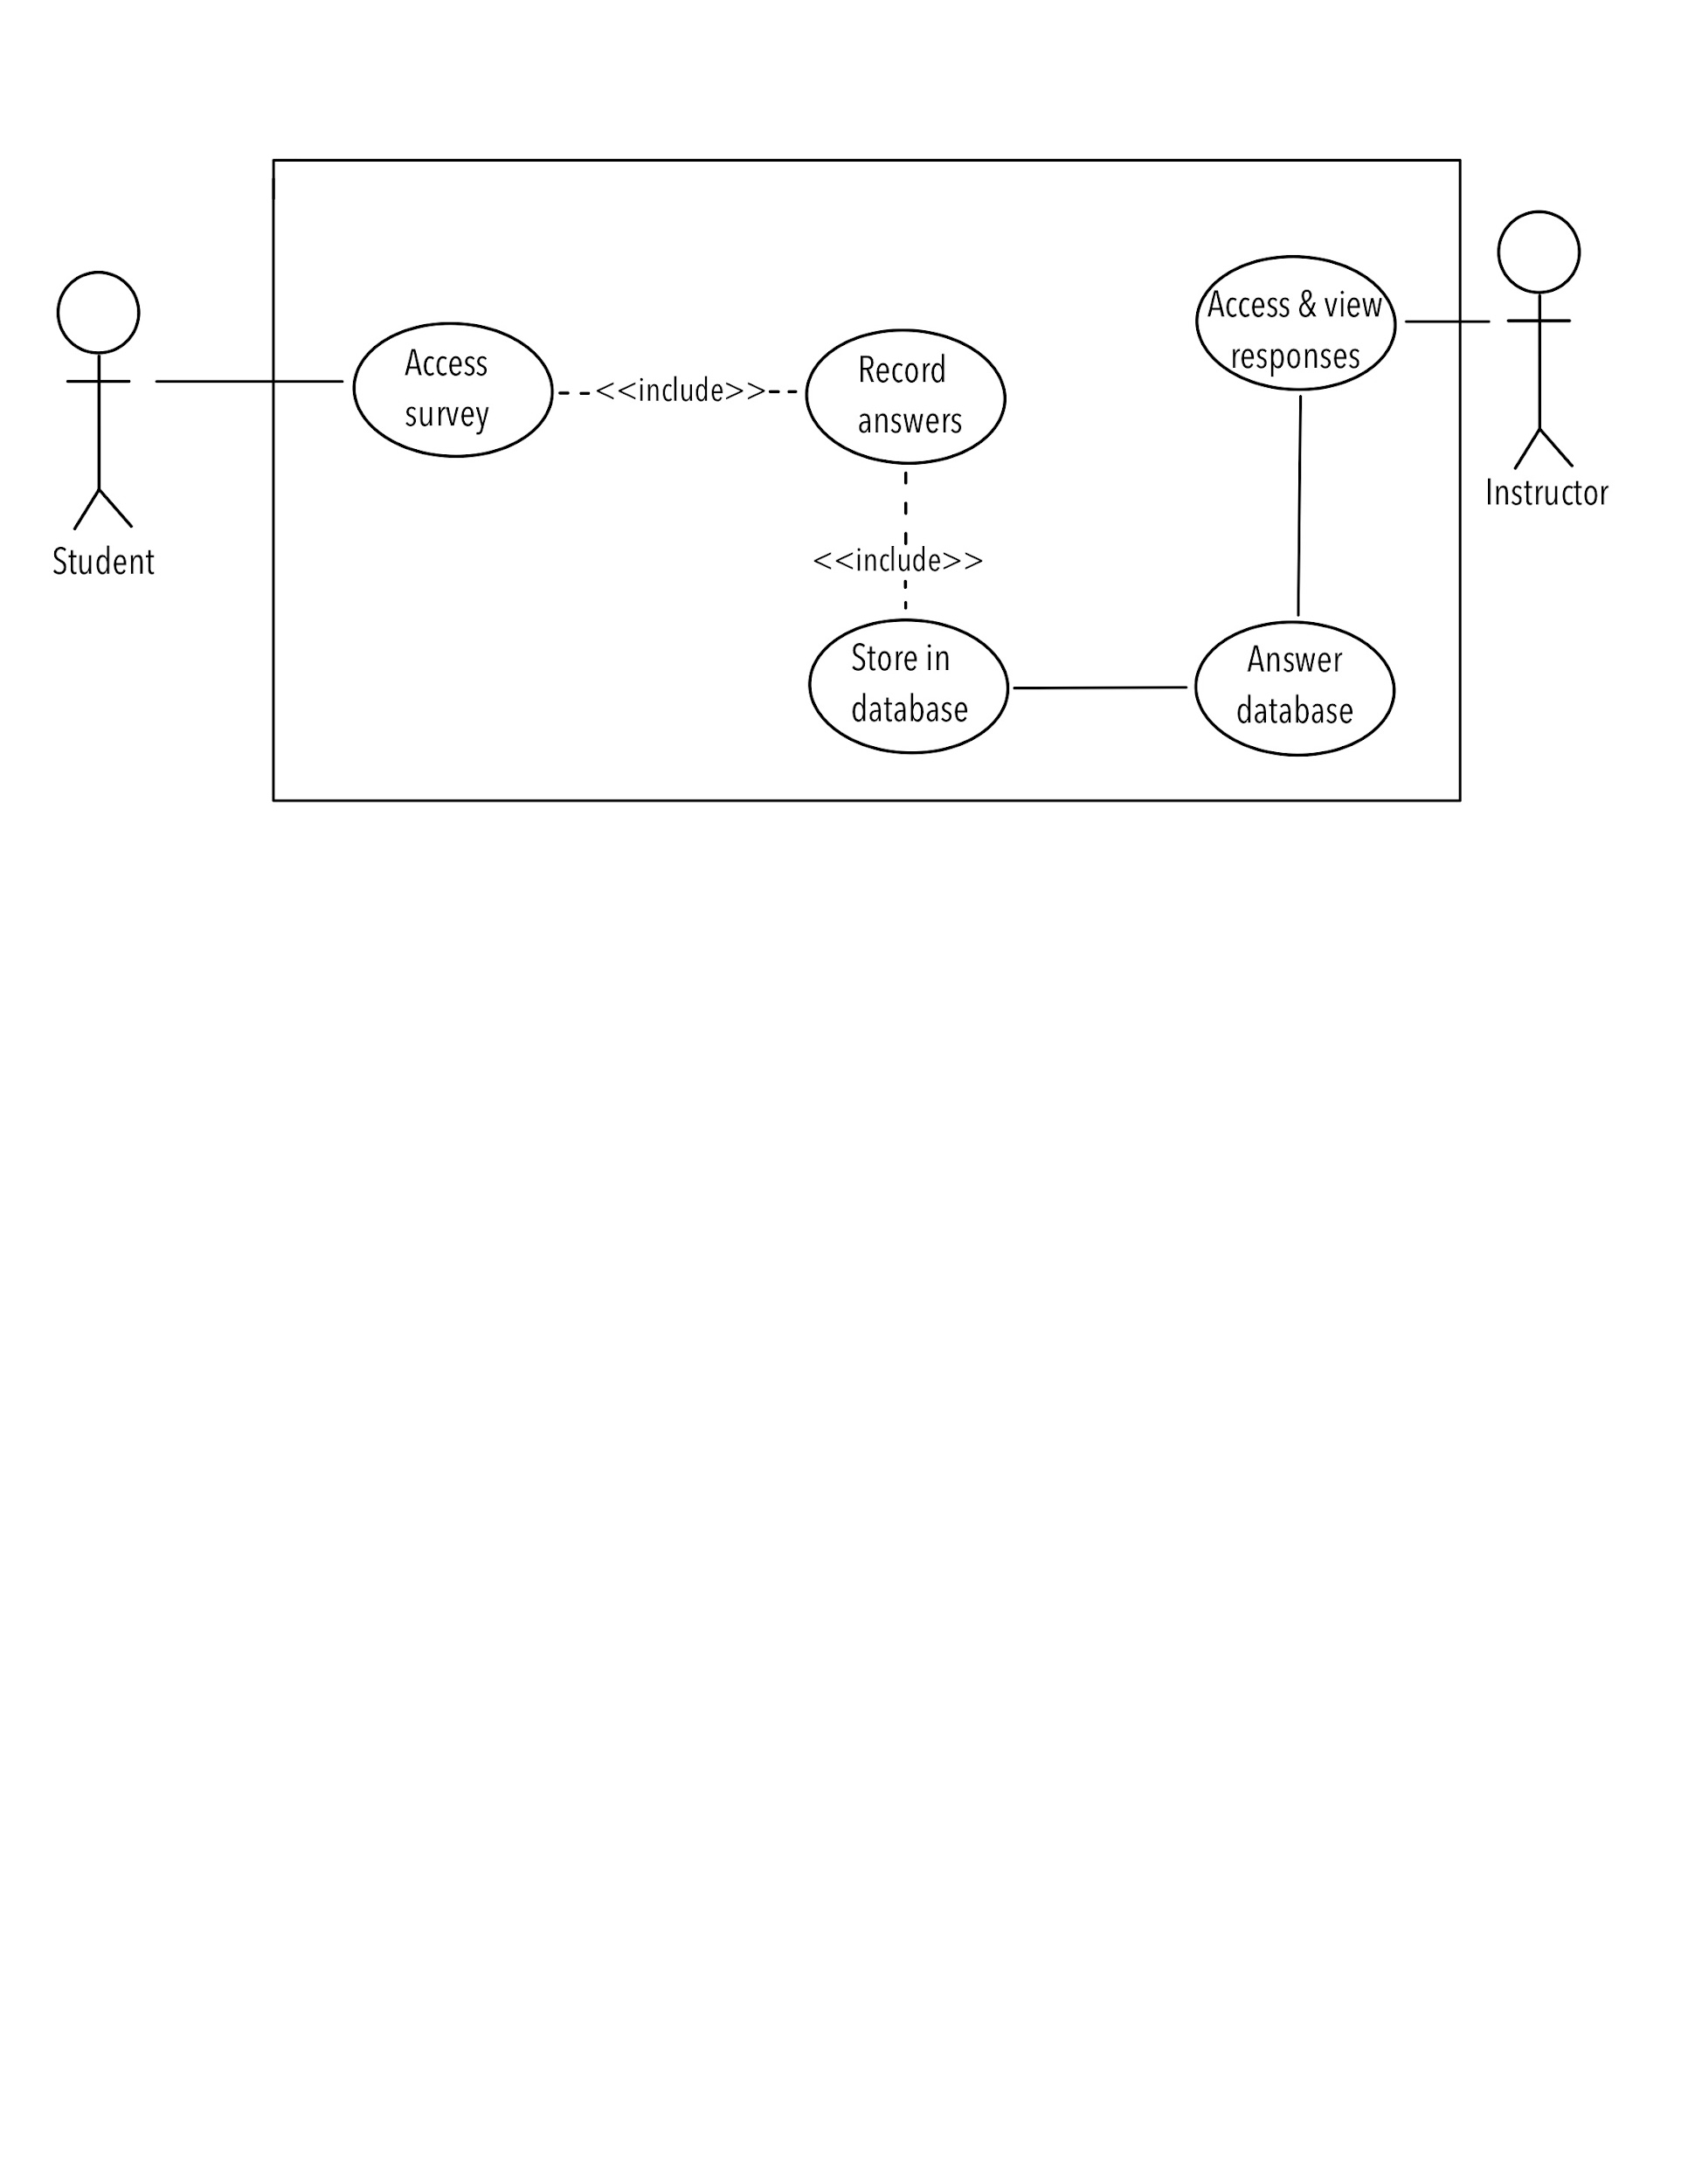 Access & view
responses
Access
survey
<<include>>
Record
answers
Instructor
Student
<<include>>
Store in
database
Answer
database